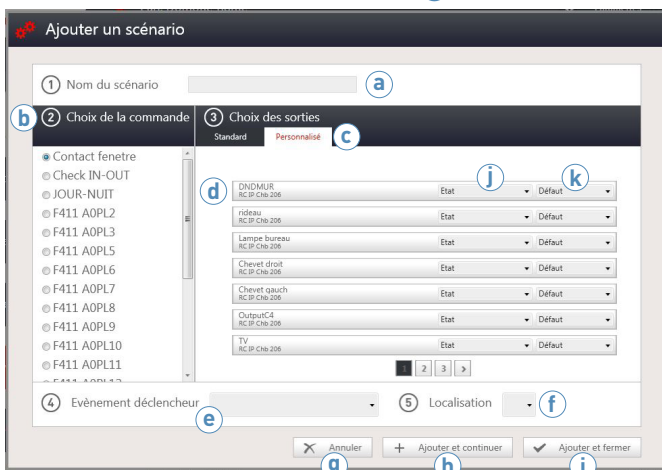 Ajouter un scénario
1 Nom du scénario a
b 2 Choix de la commande
3 Choix des sorties
Standard Personnalisé c
Contact fenetre
Check IN-OUT
JOUR-NUIT
F411 A0PL2
F411 A0PL3
F411 A0PL5
F411 A0PL6
F411 A0PL7
F411 A0PL8
F411 A0PL9
F411 A0PL10
F411 A0PL11
j k
d DNDMUR Etat Défaut
RC IP Chb 206
rideau Etat Défaut
RC IP Chb 206
Lampe bureau Etat Défaut
RC IP Chb 206
Chevet droit Etat Défaut
RC IP Chb 206
Chevet gauch Etat Défaut
RC IP Chb 206
OutputC4 Etat Défaut
RC IP Chb 206
TV Etat Défaut
RC IP Chb 206
1 2 3 >
4 Evènement déclencheur e
5 Localisation f
Annuler + Ajouter et continuer Ajouter et fermer
g h i